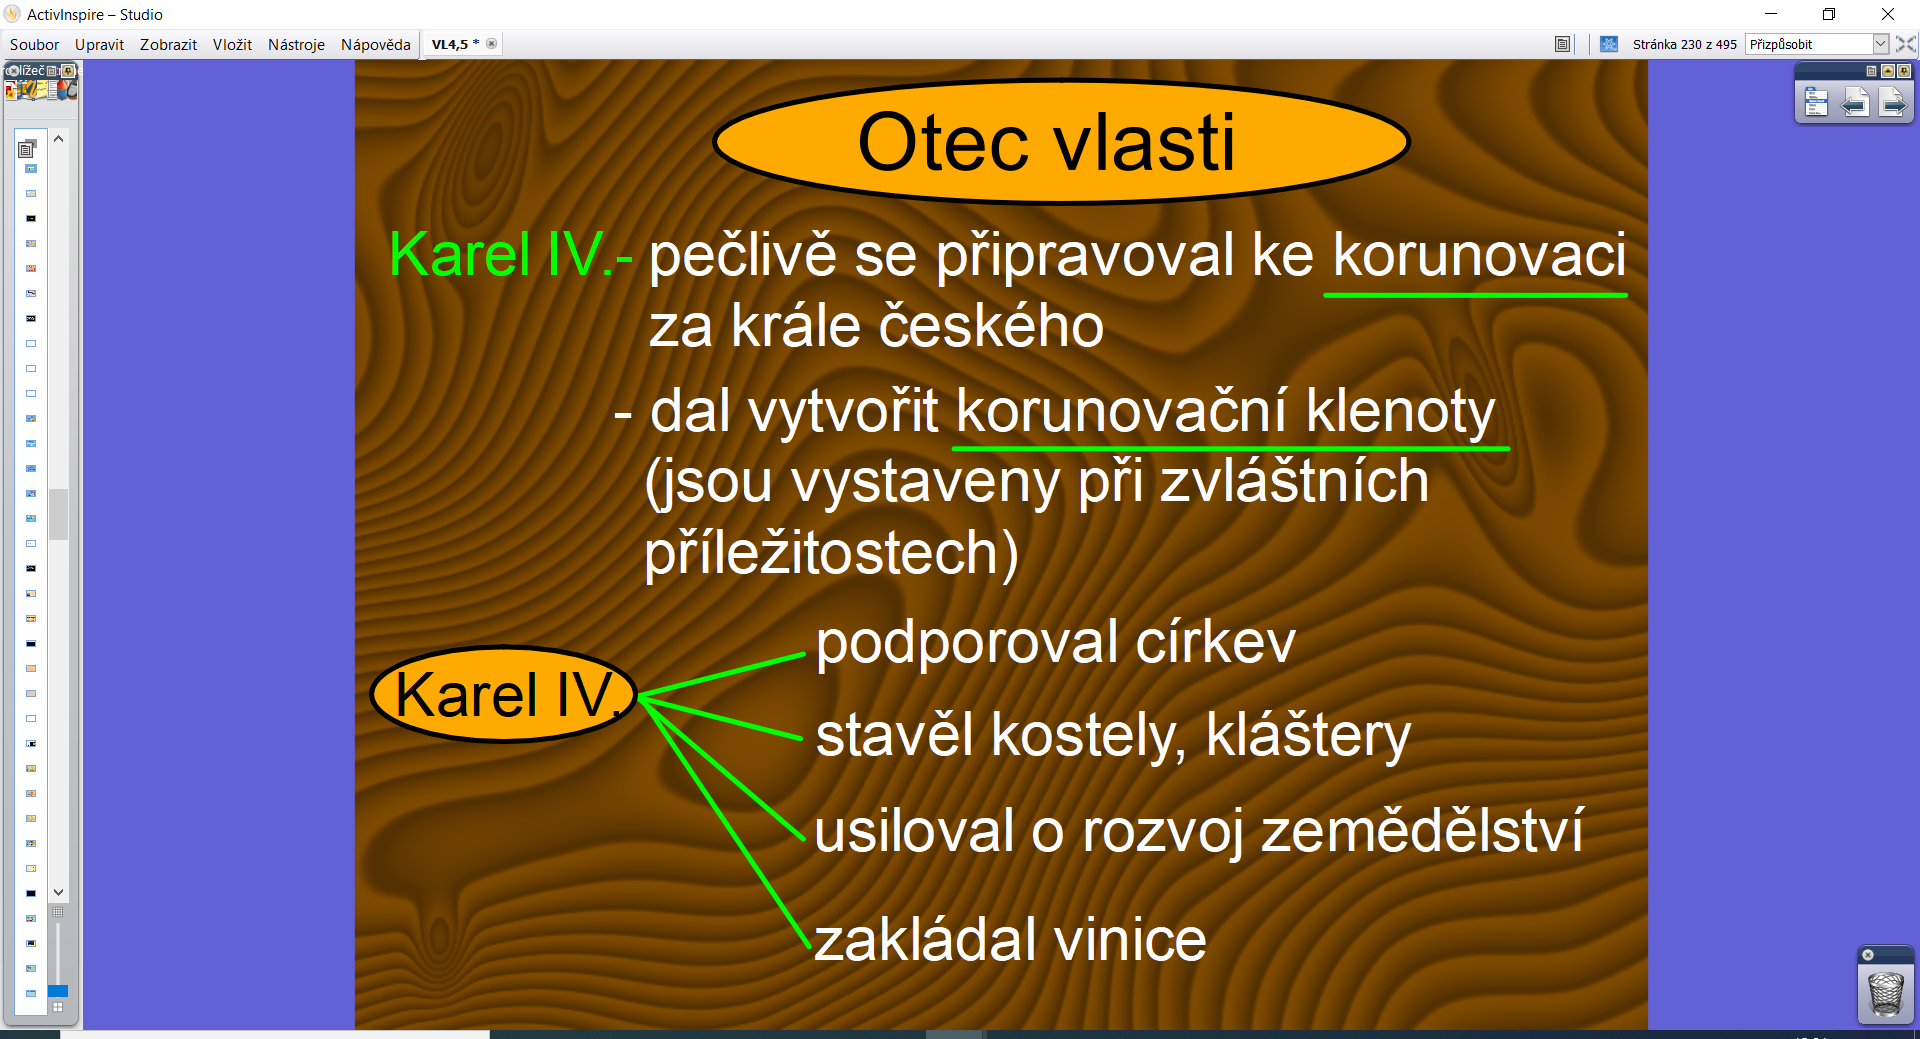 ActivInspire – Studio
Soubor Upravit Zobrazit Vložit Nástroje Nápověda VL4,5 * Stránka 230 z 495 Přizpůsobit
Otec vlasti
Karel IV.- pečlivě se připravoval ke korunovaci
za krále českého
- dal vytvořit korunovační klenoty
(jsou vystaveny při zvláštních
příležitostech)
podporoval církev
Karel IV.
stavěl kostely, kláštery
usiloval o rozvoj zemědělství
zakládal vinice